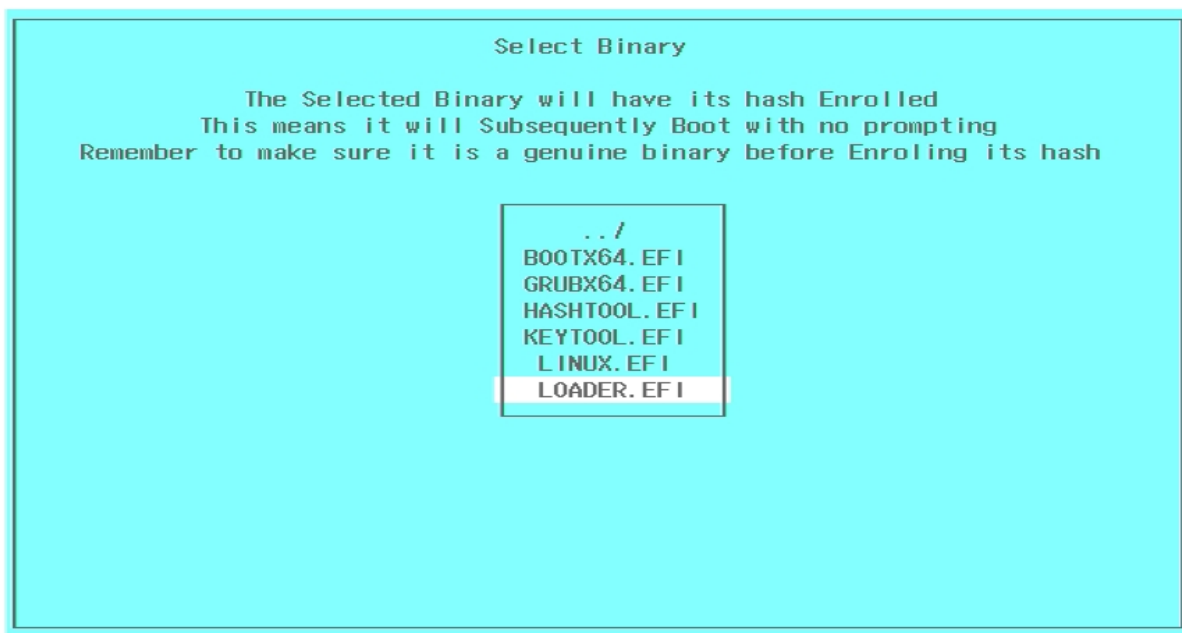 Select Binary
The Selected Binary will have its hash Enrolled
This means it will Subsequently Boot with no prompting
Remember to make sure it is a genuine binary before Enroling its hash
../
BOOTX64.EFI
GRUBX64.EFI
HASHTOOL.EFI
KEYTOOL.EFI
LINUX.EFI
LOADER.EFI